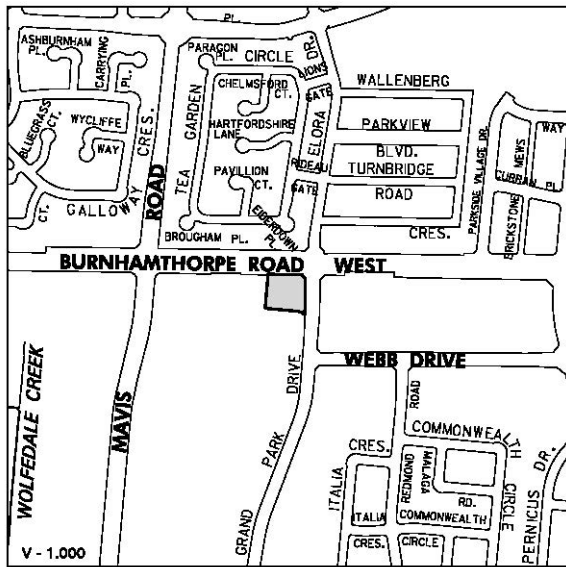 PL.
ASHBURNHAM
PL.
CARRYING
PL.
PARAGON
PL.
CIRCLE
DR.
LIONS
GATE
WALLENBERG
CHELMSFORD
CT.
TEA GARDEN
HARTFORDSHIRE
LANE
ELORA
PARKVIEW
BLVD.
TURNBRIDGE
ROAD
RIDEAU
GATE
PARKSIDE VILLAGE DR.
MEWS
WAY
CURRAN PL.
BRICKSTONE
BLUEGRASS
CT.
WYCLIFFE
WAY
CRES.
GALLOWAY
CT.
ROAD
PAVILLION
CT.
EIDERDOWN
PL.
BROUGHAM PL.
CRES.
BURNHAMTHORPE ROAD WEST
WEBB DRIVE
WOLFEDALE CREEK
MAVIS
GRAND PARK DRIVE
ROAD
COMMONWEALTH
CIRCLE
CRES.
ITALIA
REDMOND
MALAGA
RD.
DR.
PERNICUS
ITALIA
COMMONWEALTH
CRES.
CIRCLE
V - 1.000